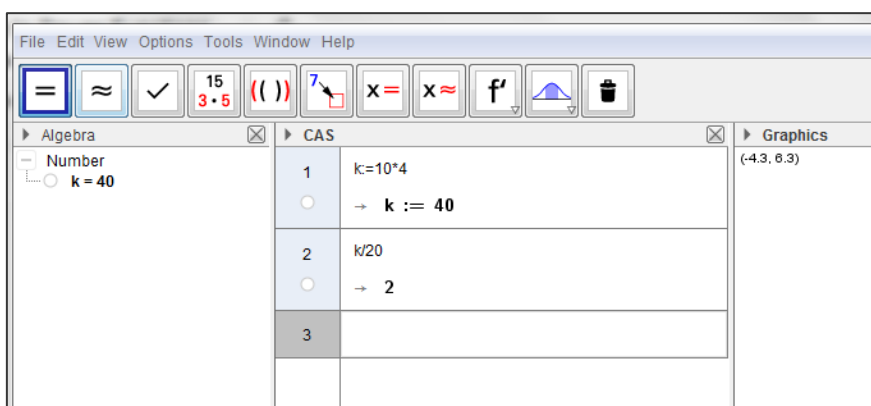 File Edit View Options Tools Window Help
= ≈ ✓ 15 3 • 5 (( )) 7 x = x ≈ f′
Algebra
CAS
Graphics
Number
k = 40
1 k:=10*4
→ k := 40
2 k/20
→ 2
3
(-4.3, 6.3)